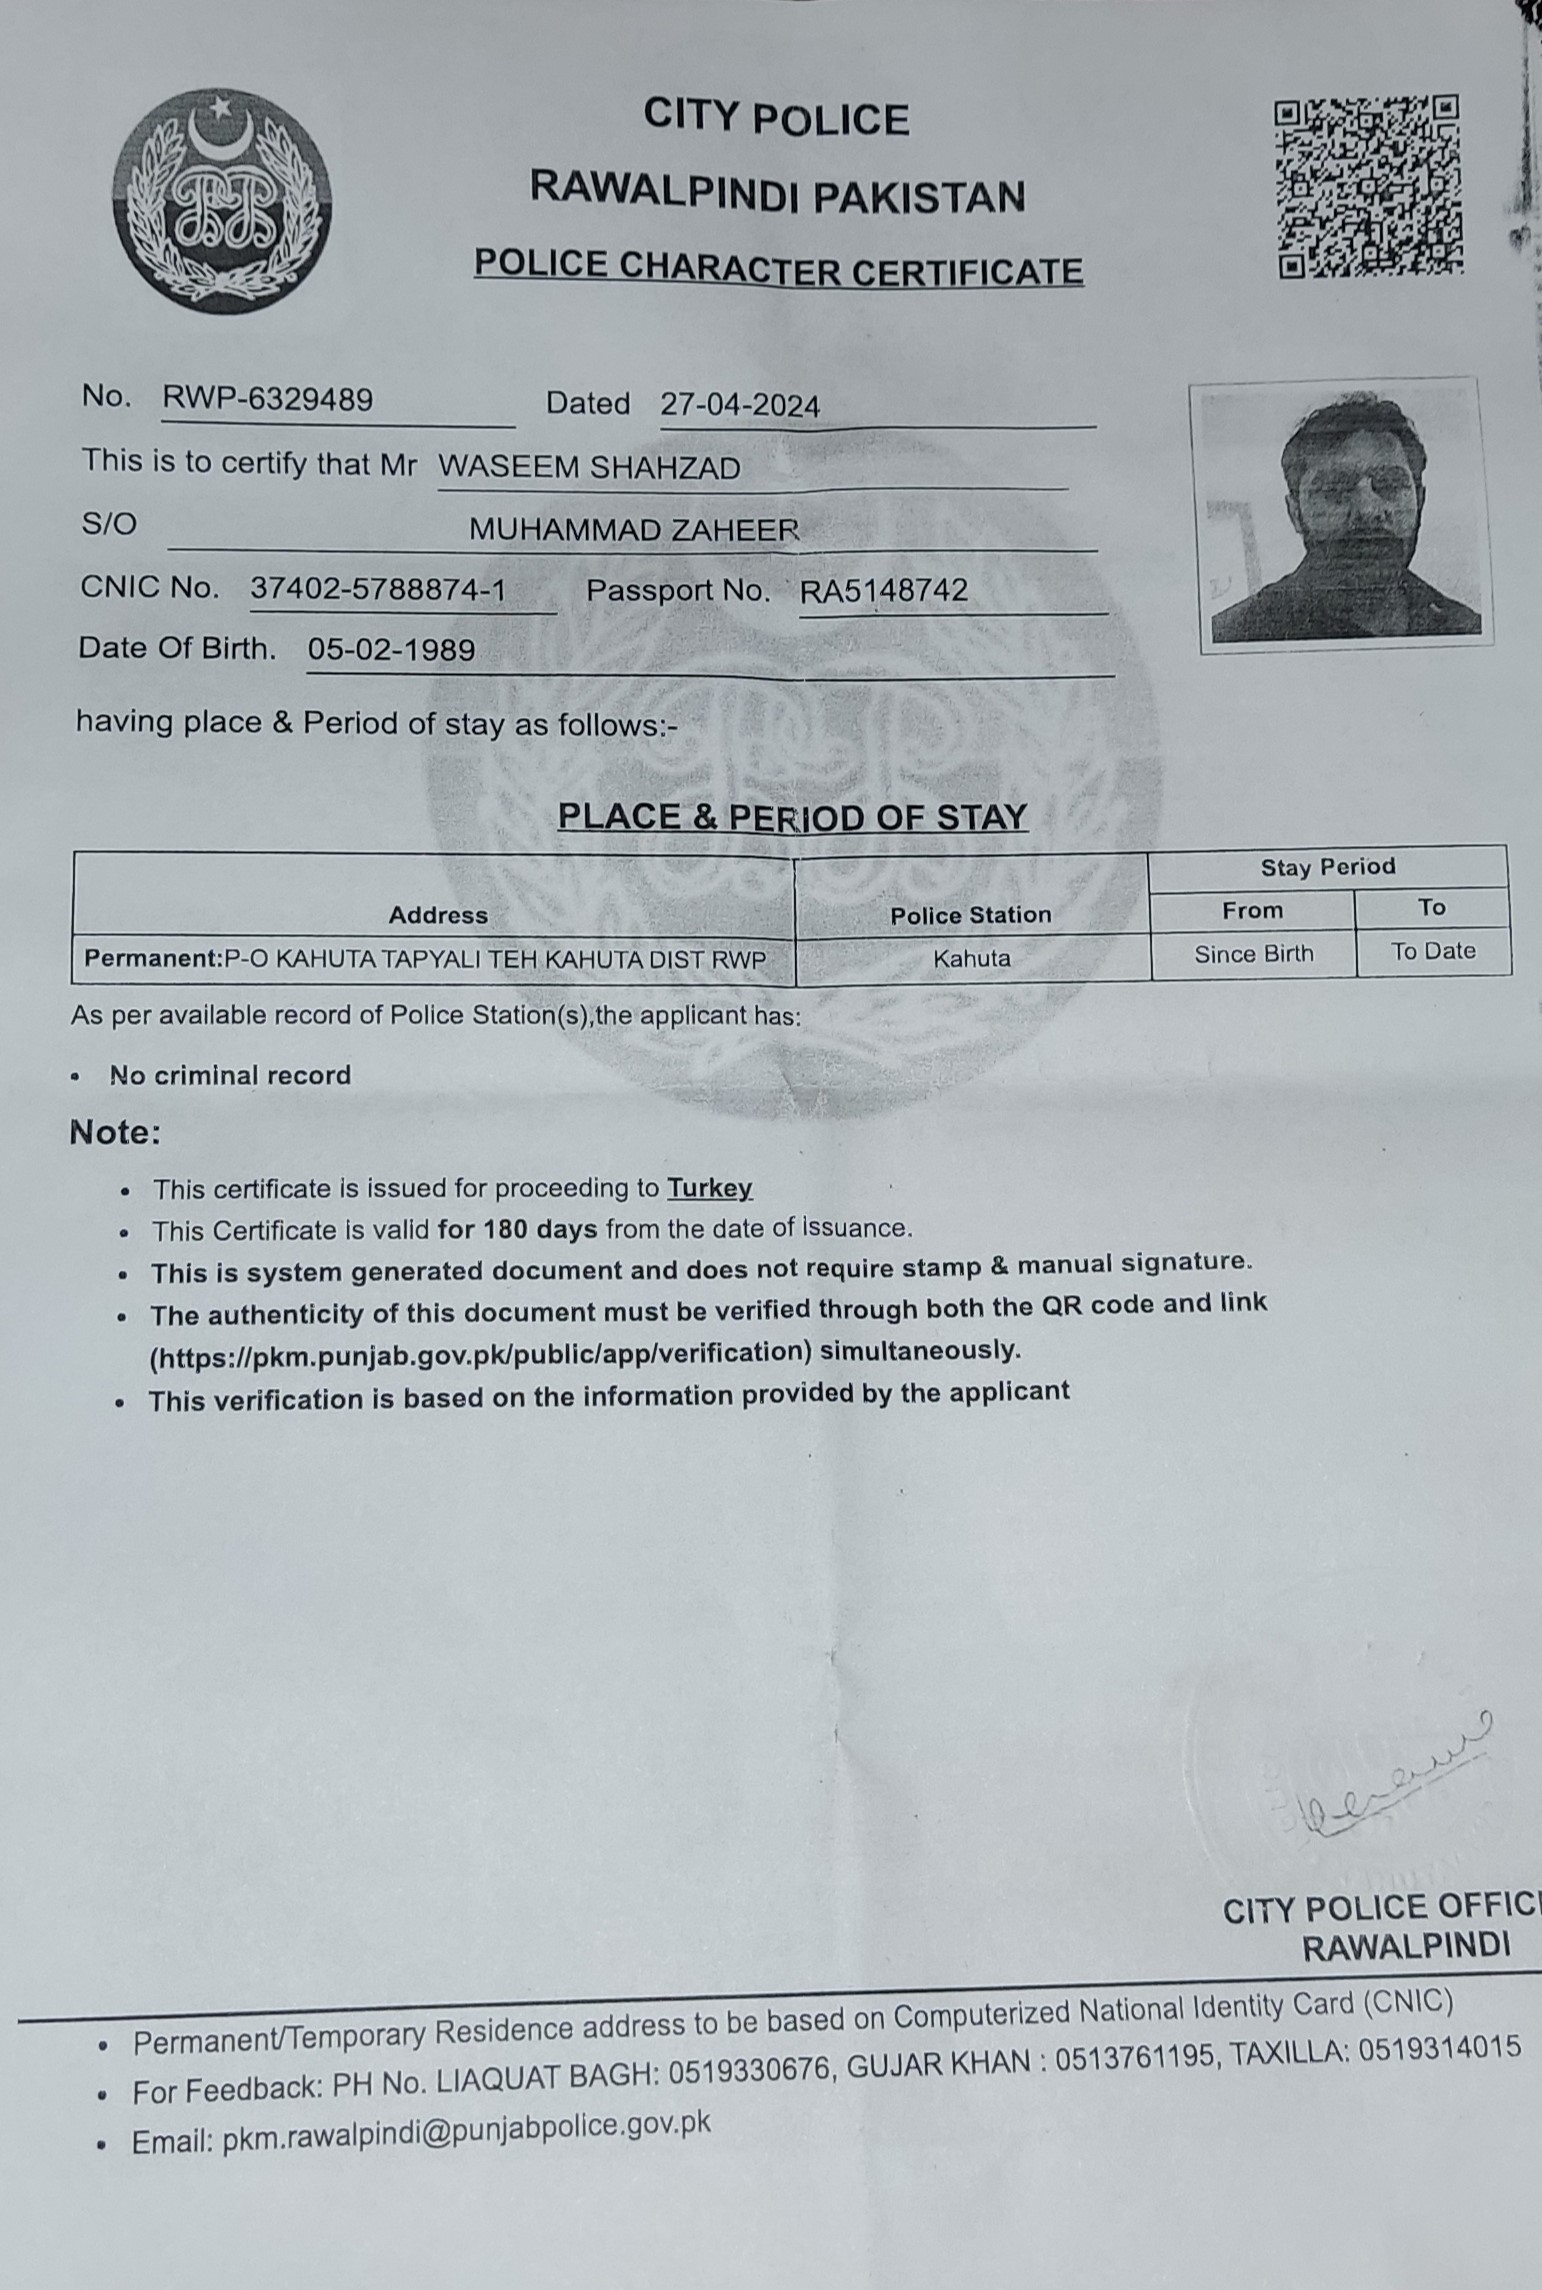 CITY POLICE
RAWALPINDI PAKISTAN
POLICE CHARACTER CERTIFICATE
No. RWP-6329489 Dated 27-04-2024
This is to certify that Mr WASEEM SHAHZAD
S/O MUHAMMAD ZAHEER
CNIC No. 37402-5788874-1 Passport No. RA5148742
Date Of Birth. 05-02-1989
having place & Period of stay as follows:-
PLACE & PERIOD OF STAY
Stay Period
Address Police Station From To
Permanent:P-O KAHUTA TAPYALI TEH KAHUTA DIST RWP Kahuta Since Birth To Date
As per available record of Police Station(s),the applicant has:
• No criminal record
Note:
• This certificate is issued for proceeding to Turkey
• This Certificate is valid for 180 days from the date of issuance.
• This is system generated document and does not require stamp & manual signature.
• The authenticity of this document must be verified through both the QR code and link
(https://pkm.punjab.gov.pk/public/app/verification) simultaneously.
• This verification is based on the information provided by the applicant
CITY POLICE OFFICE
RAWALPINDI
• Permanent/Temporary Residence address to be based on Computerized National Identity Card (CNIC)
• For Feedback: PH No. LIAQUAT BAGH: 0519330676, GUJAR KHAN : 0513761195, TAXILLA: 0519314015
• Email: pkm.rawalpindi@punjabpolice.gov.pk